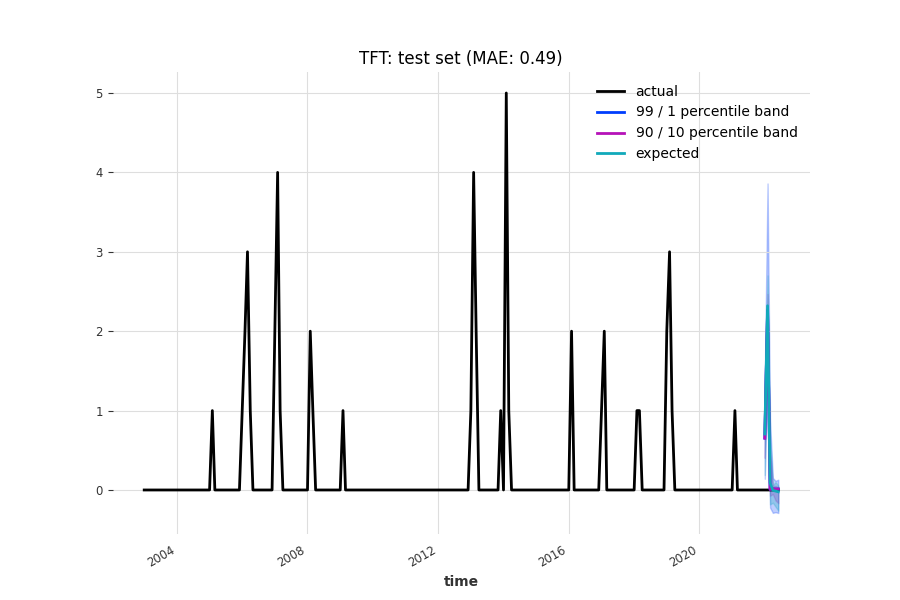 TFT: test set (MAE: 0.49)
actual
99 / 1 percentile band
90 / 10 percentile band
expected
5
4
3
2
1
0
2004
2008
2012
2016
2020
time